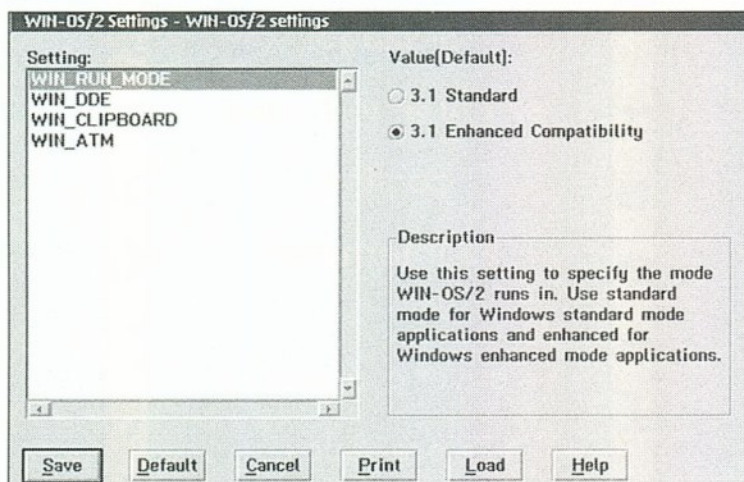 WIN-OS/2 Settings - WIN-OS/2 settings
Setting:
WIN_RUN_MODE
WIN_DDE
WIN_CLIPBOARD
WIN_ATM
Value(Default):
3.1 Standard
3.1 Enhanced Compatibility
Description
Use this setting to specify the mode
WIN-OS/2 runs in. Use standard
mode for Windows standard mode
applications and enhanced for
Windows enhanced mode applications.
Save
Default
Cancel
Print
Load
Help